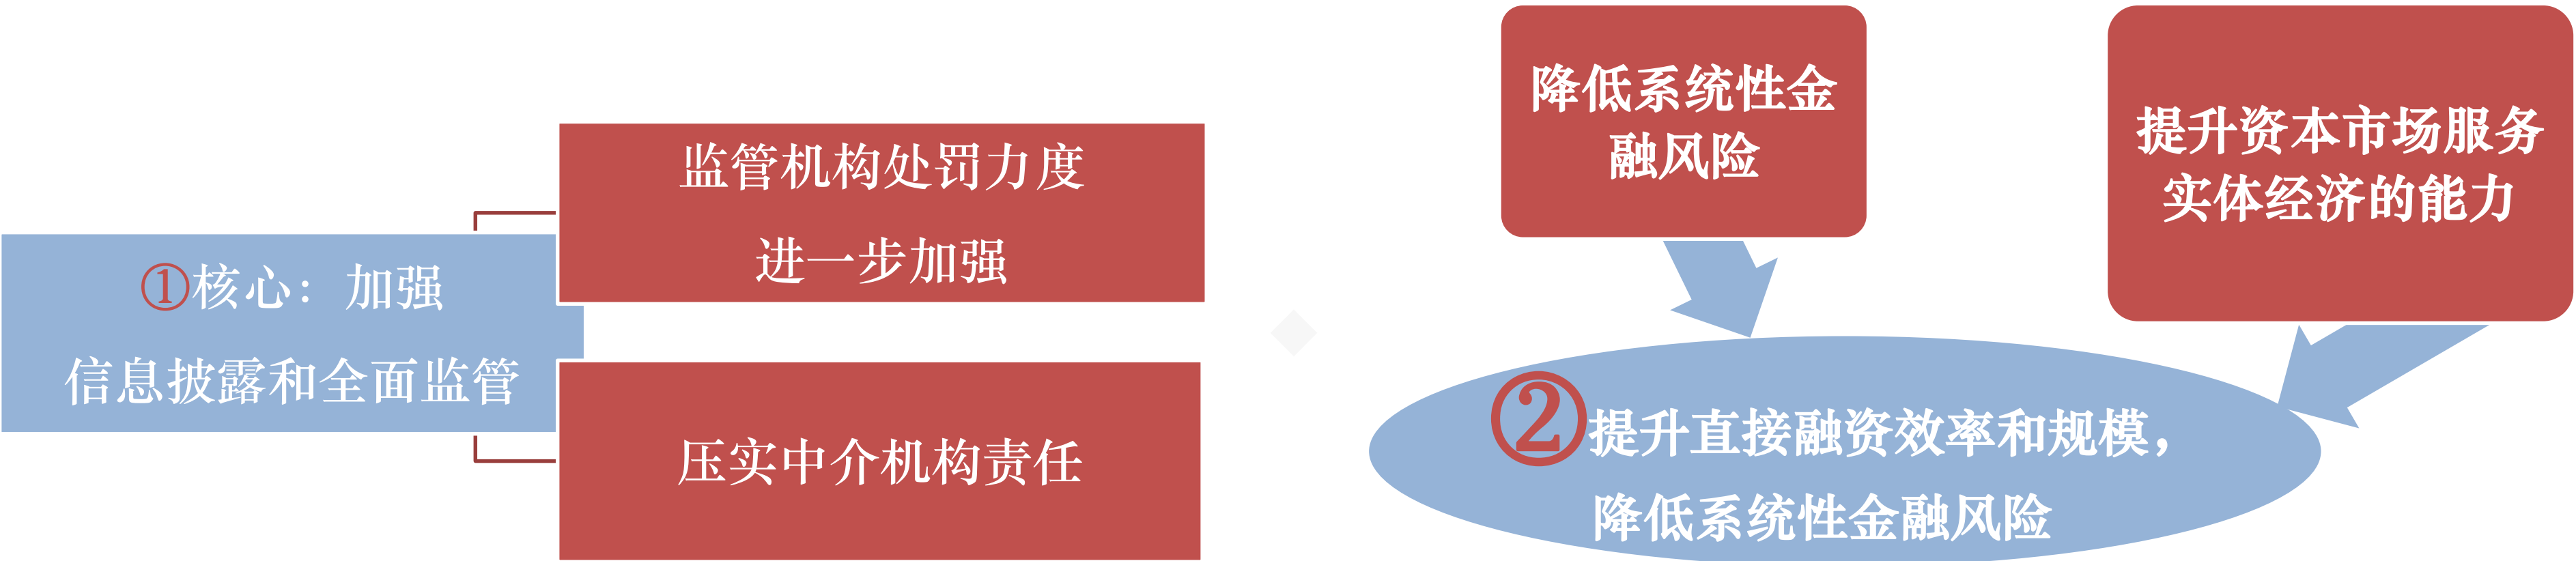 ①核心：加强
信息披露和全面监管
监管机构处罚力度
进一步加强
压实中介机构责任
降低系统性金
融风险
提升资本市场服务
实体经济的能力
②提升直接融资效率和规模，
降低系统性金融风险